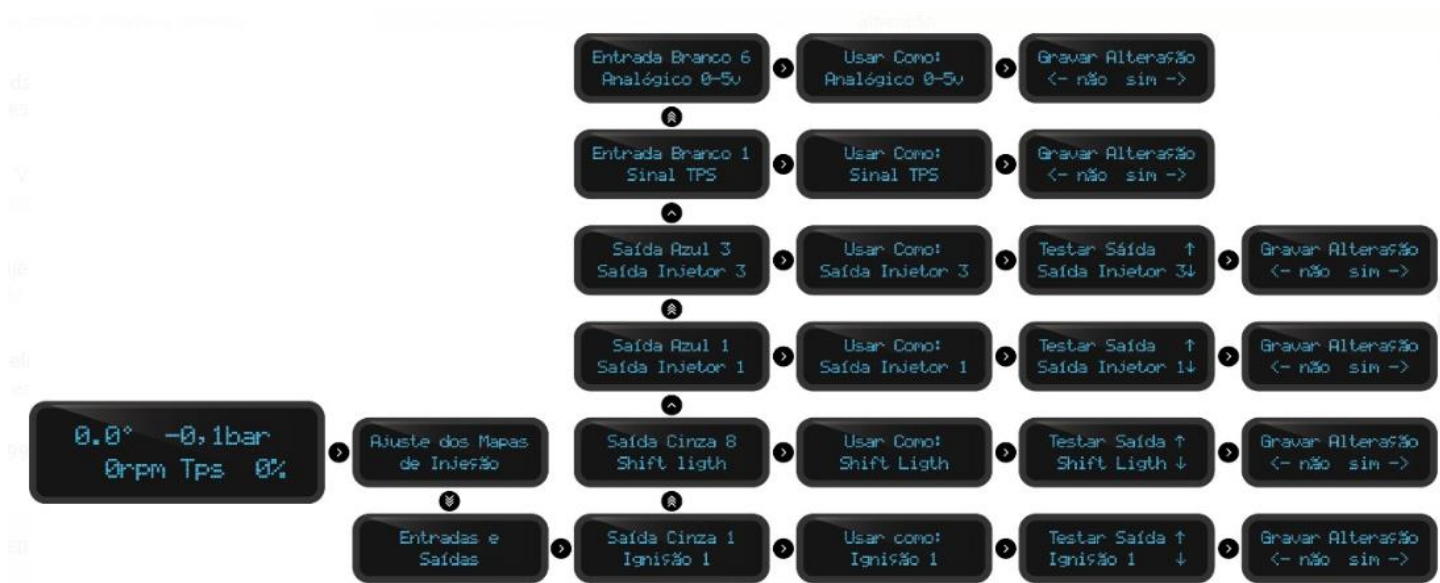 Entrada Branco 6
Analógico 0-5v
Usar Como:
Analógico 0-5v
Gravar Alteração
<- não sim ->
Entrada Branco 1
Sinal TPS
Usar Como:
Sinal TPS
Gravar Alteração
<- não sim ->
Saída Azul 3
Saída Injetor 3
Usar Como:
Saída Injetor 3
Testar Sáída ↑
Saída Injetor 3↓
Gravar Alteração
<- não sim ->
Saída Azul 1
Saída Injetor 1
Usar Como:
Saída Injetor 1
Testar Saída ↑
Saída Injetor 1↓
Gravar Alteração
<- não sim ->
0.0° -0,1bar
0rpm Tps 0%
Ajuste dos Mapas
de Injeção
Saída Cinza 8
Shift ligth
Usar Como:
Shift Ligth
Testar Saída ↑
Shift Ligth ↓
Gravar Alteração
<- não sim ->
Entradas e
Saídas
Saída Cinza 1
Ignição 1
Usar como:
Ignição 1
Testar Saída ↑
Ignição 1 ↓
Gravar Alteração
<- não sim ->